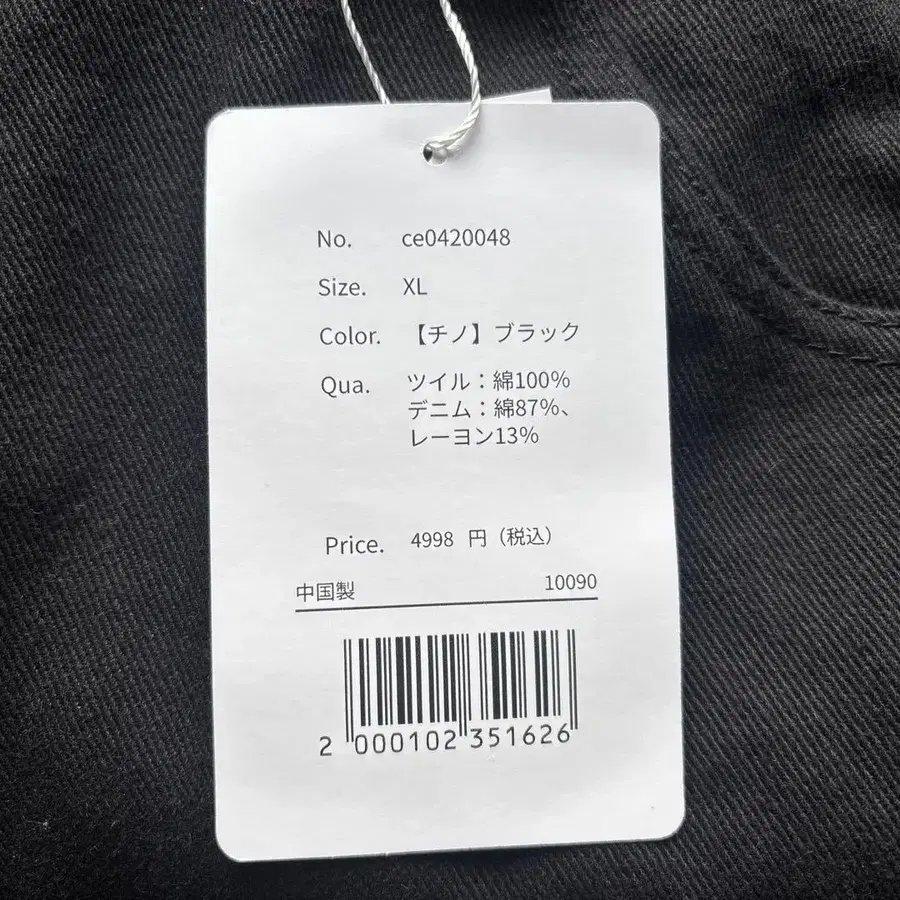 No. ce0420048
Size. XL
Color. 【チノ】ブラック
Qua. ツイル：綿100%
デニム：綿87%、
レーヨン13%
Price. 4998 円（税込）
中国製 10090
2 000102 351626